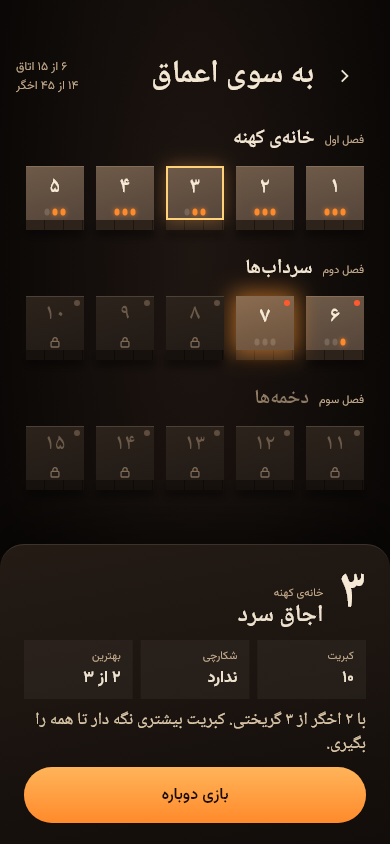 به سوی اعماق
۶ از ۱۵ اتاق
۱۴ از ۴۵ اخگر
فصل اول خانه‌ی کهنه
۱ ۲ ۳ ۴ ۵
فصل دوم سرداب‌ها
۶ ۷ ۸ ۹ ۱۰
فصل سوم دخمه‌ها
۱۱ ۱۲ ۱۳ ۱۴ ۱۵
۳
خانه‌ی کهنه
اجاق سرد
کبریت شکارچی بهترین
۱۰ ندارد ۲ از ۳
با ۲ اخگر از ۳ گریختی. کبریت بیشتری نگه دار تا همه را
بگیری.
بازی دوباره